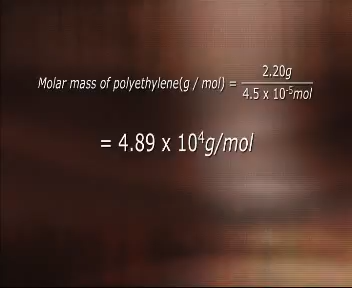 Molar mass of polyethylene(g / mol) = 2.20g / 4.5 x 10⁻⁵mol
= 4.89 x 10⁴g/mol